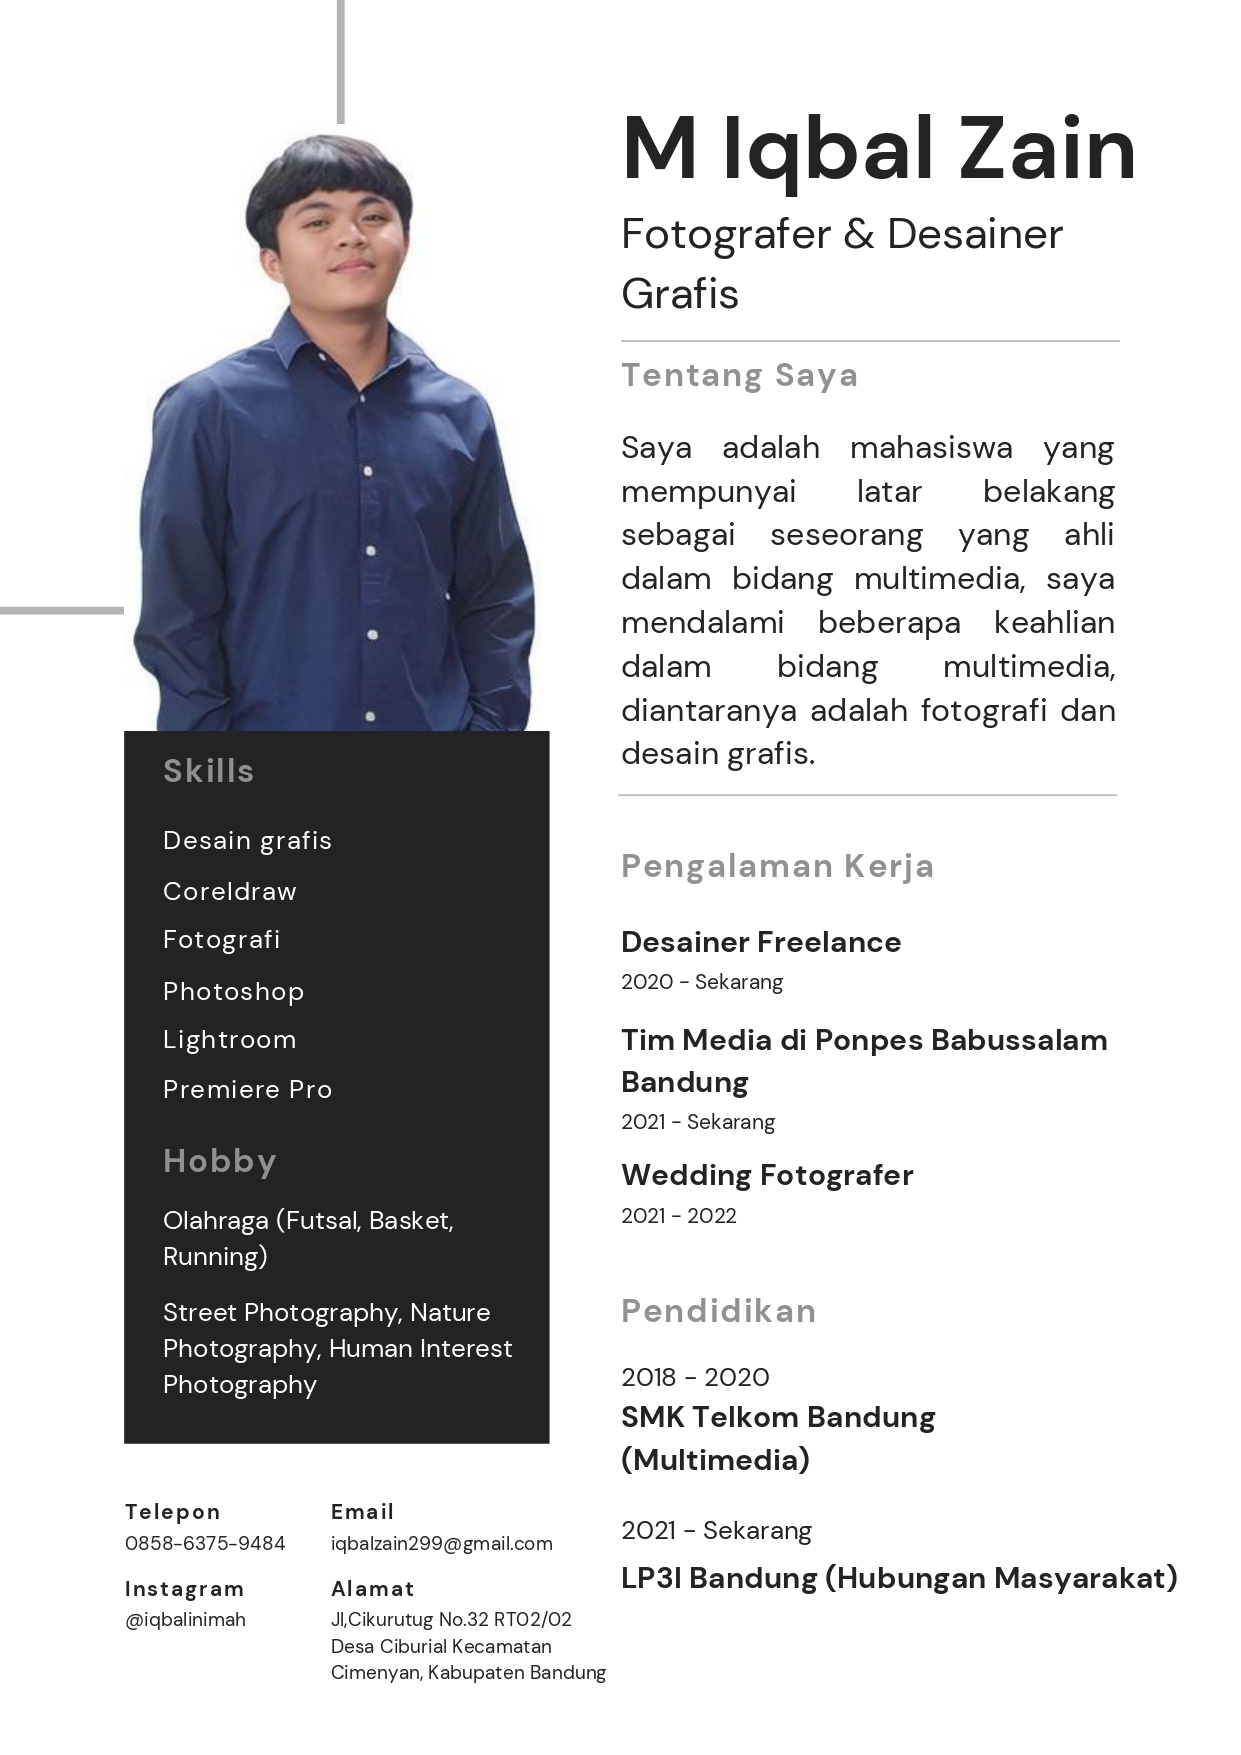 M Iqbal Zain
Fotografer & Desainer
Grafis
Tentang Saya
Saya adalah mahasiswa yang
mempunyai latar belakang
sebagai seseorang yang ahli
dalam bidang multimedia, saya
mendalami beberapa keahlian
dalam bidang multimedia,
diantaranya adalah fotografi dan
desain grafis.
Pengalaman Kerja
Desainer Freelance
2020 - Sekarang
Tim Media di Ponpes Babussalam
Bandung
2021 - Sekarang
Wedding Fotografer
2021 - 2022
Pendidikan
2018 - 2020
SMK Telkom Bandung
(Multimedia)
2021 - Sekarang
LP3I Bandung (Hubungan Masyarakat)
Skills
Desain grafis
Coreldraw
Fotografi
Photoshop
Lightroom
Premiere Pro
Hobby
Olahraga (Futsal, Basket,
Running)
Street Photography, Nature
Photography, Human Interest
Photography
Telepon
0858-6375-9484
Email
iqbalzain299@gmail.com
Instagram
@iqbalinimah
Alamat
Jl,Cikurutug No.32 RT02/02
Desa Ciburial Kecamatan
Cimenyan, Kabupaten Bandung